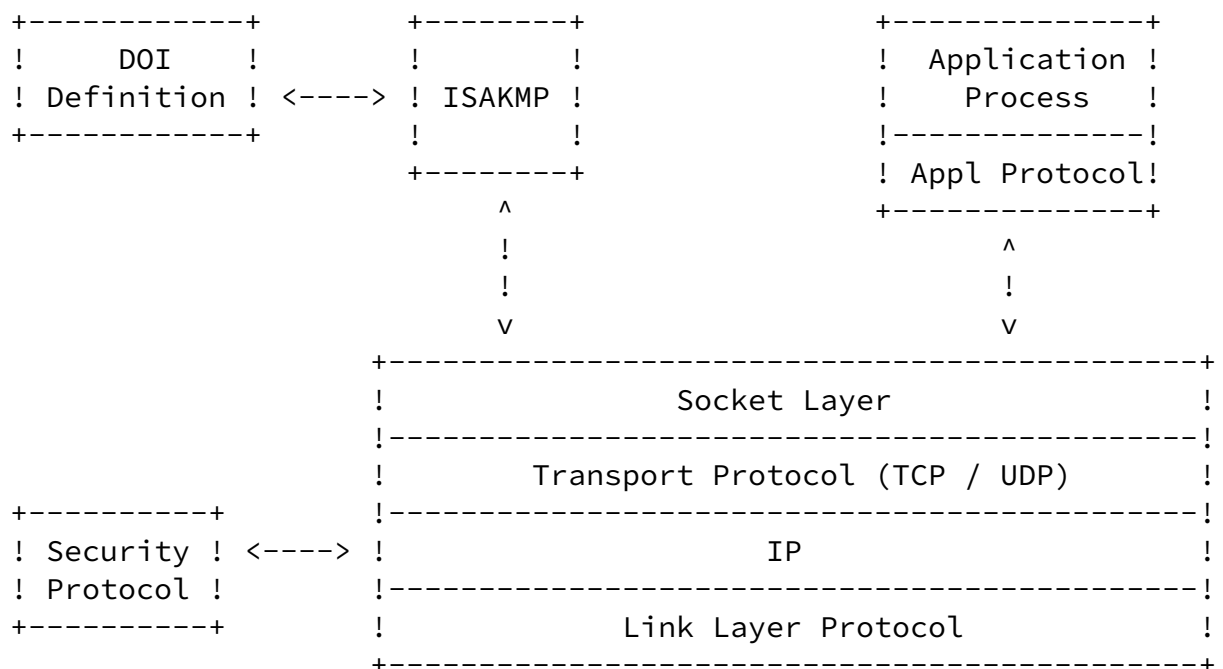 DOI
Definition <----> ISAKMP
Application
Process
Appl Protocol
Socket Layer
Transport Protocol (TCP / UDP)
Security <----> IP
Protocol
Link Layer Protocol